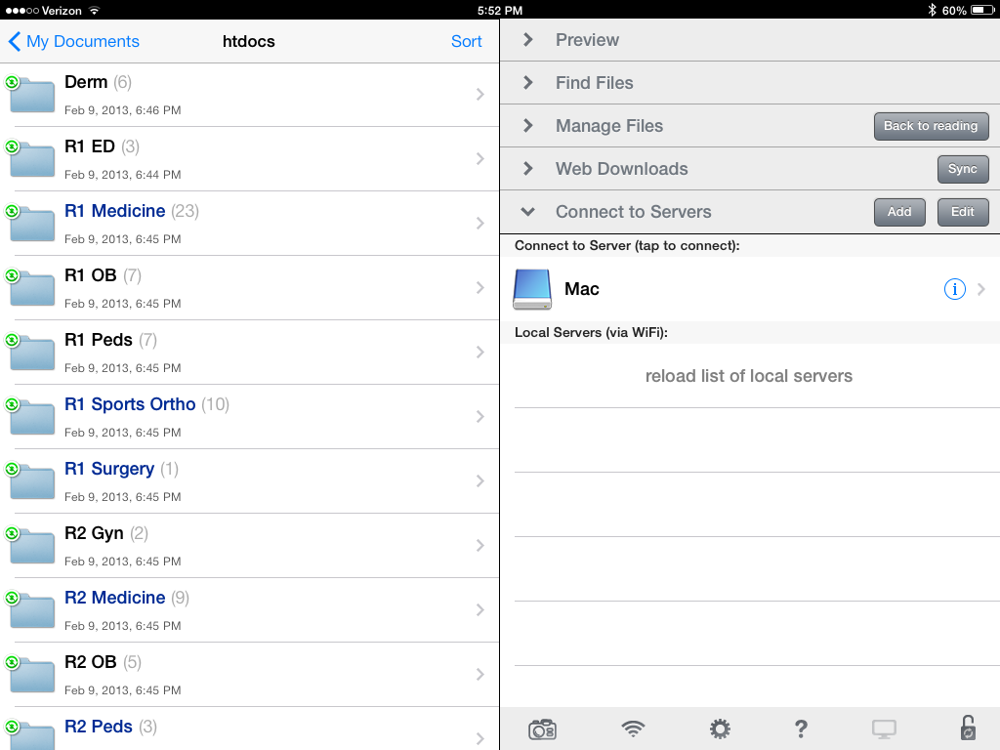 Verizon 5:52 PM 60%
My Documents htdocs Sort
Derm (6)
Feb 9, 2013, 6:46 PM
R1 ED (3)
Feb 9, 2013, 6:44 PM
R1 Medicine (23)
Feb 9, 2013, 6:45 PM
R1 OB (7)
Feb 9, 2013, 6:45 PM
R1 Peds (7)
Feb 9, 2013, 6:45 PM
R1 Sports Ortho (10)
Feb 9, 2013, 6:45 PM
R1 Surgery (1)
Feb 9, 2013, 6:45 PM
R2 Gyn (2)
Feb 9, 2013, 6:45 PM
R2 Medicine (9)
Feb 9, 2013, 6:45 PM
R2 OB (5)
Feb 9, 2013, 6:45 PM
R2 Peds (3)
Preview
Find Files
Manage Files Back to reading
Web Downloads Sync
Connect to Servers Add Edit
Connect to Server (tap to connect):
Mac
Local Servers (via WiFi):
reload list of local servers